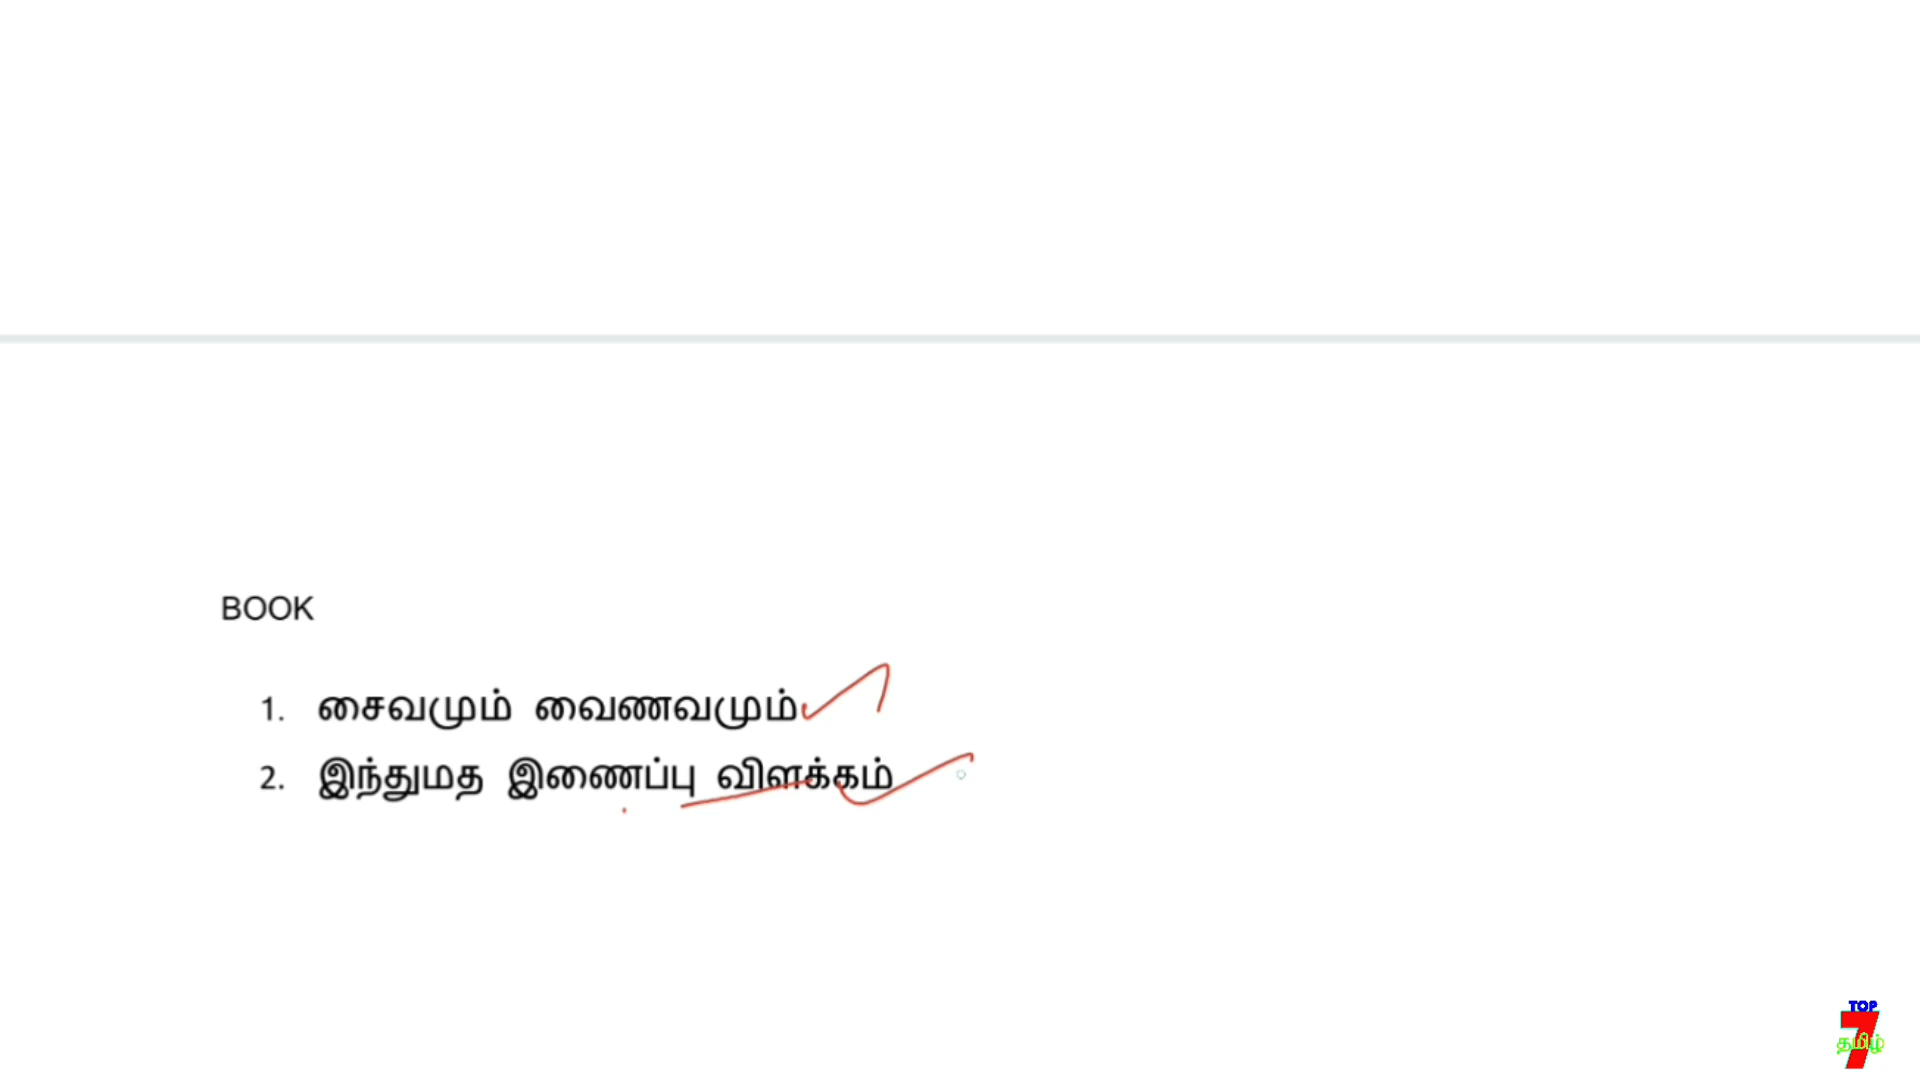 BOOK
1. சைவமும் வைணவமும்
2. இந்துமத இணைப்பு விளக்கம்
TOP
7
தமிழ்